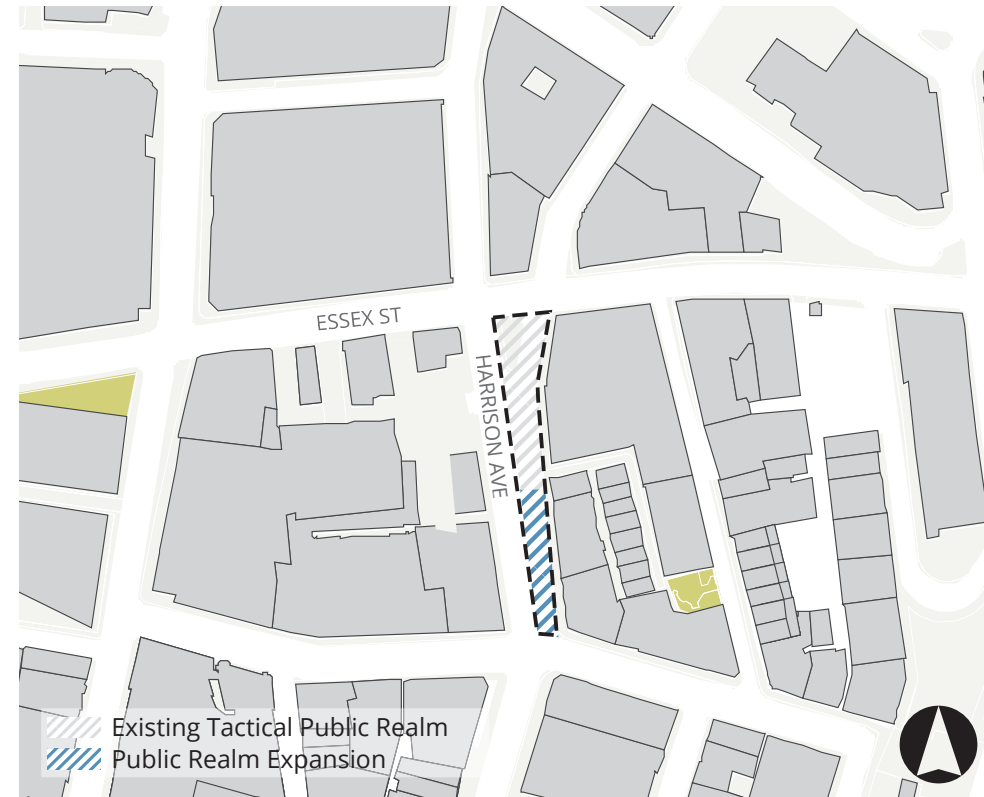 ESSEX ST
HARRISON AVE
Existing Tactical Public Realm
Public Realm Expansion